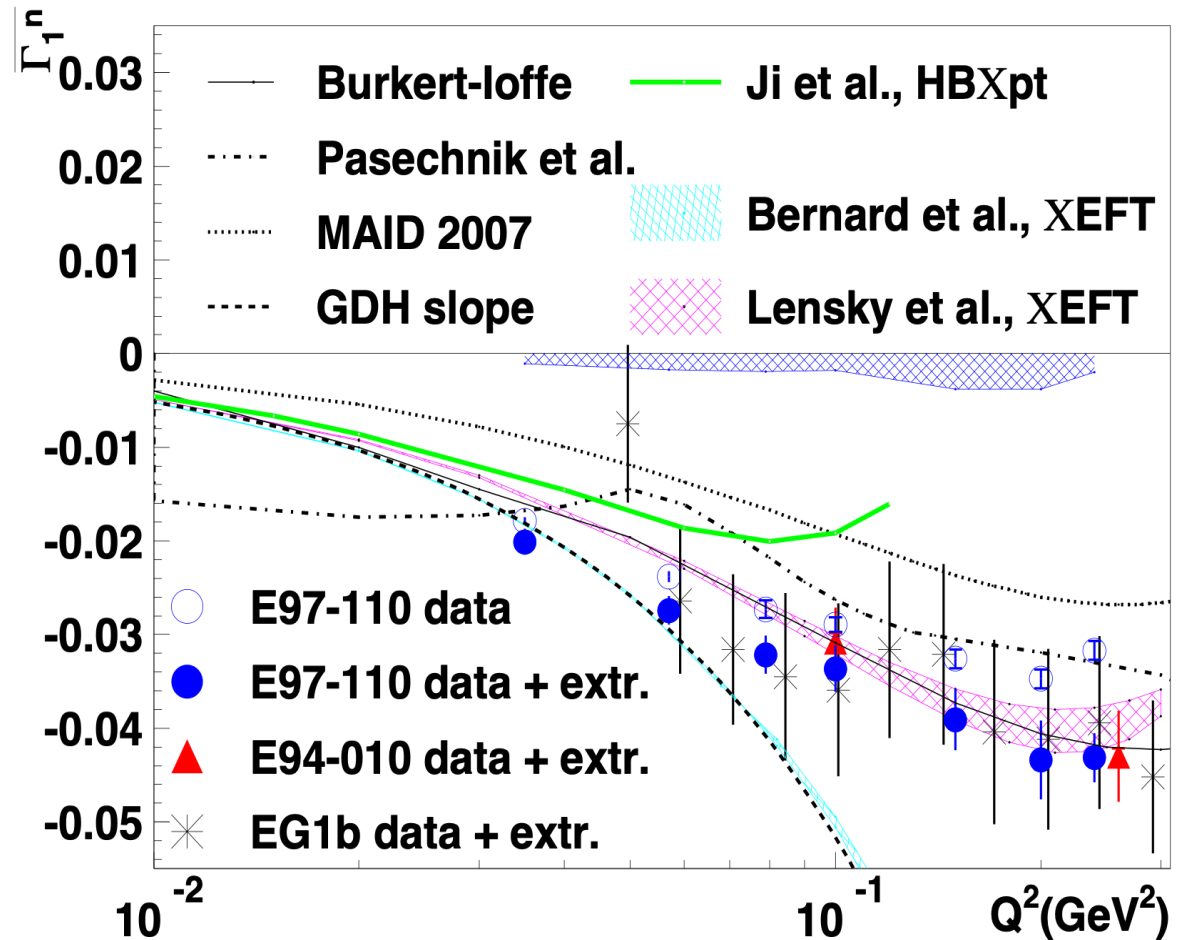 Γ₁ⁿ
0.03
0.02
0.01
0
-0.01
-0.02
-0.03
-0.04
-0.05
Burkert-Ioffe
Pasechnik et al.
MAID 2007
GDH slope
Ji et al., HBΧpt
Bernard et al., ΧEFT
Lensky et al., ΧEFT
E97-110 data
E97-110 data + extr.
E94-010 data + extr.
EG1b data + extr.
10⁻²
10⁻¹
Q²(GeV²)